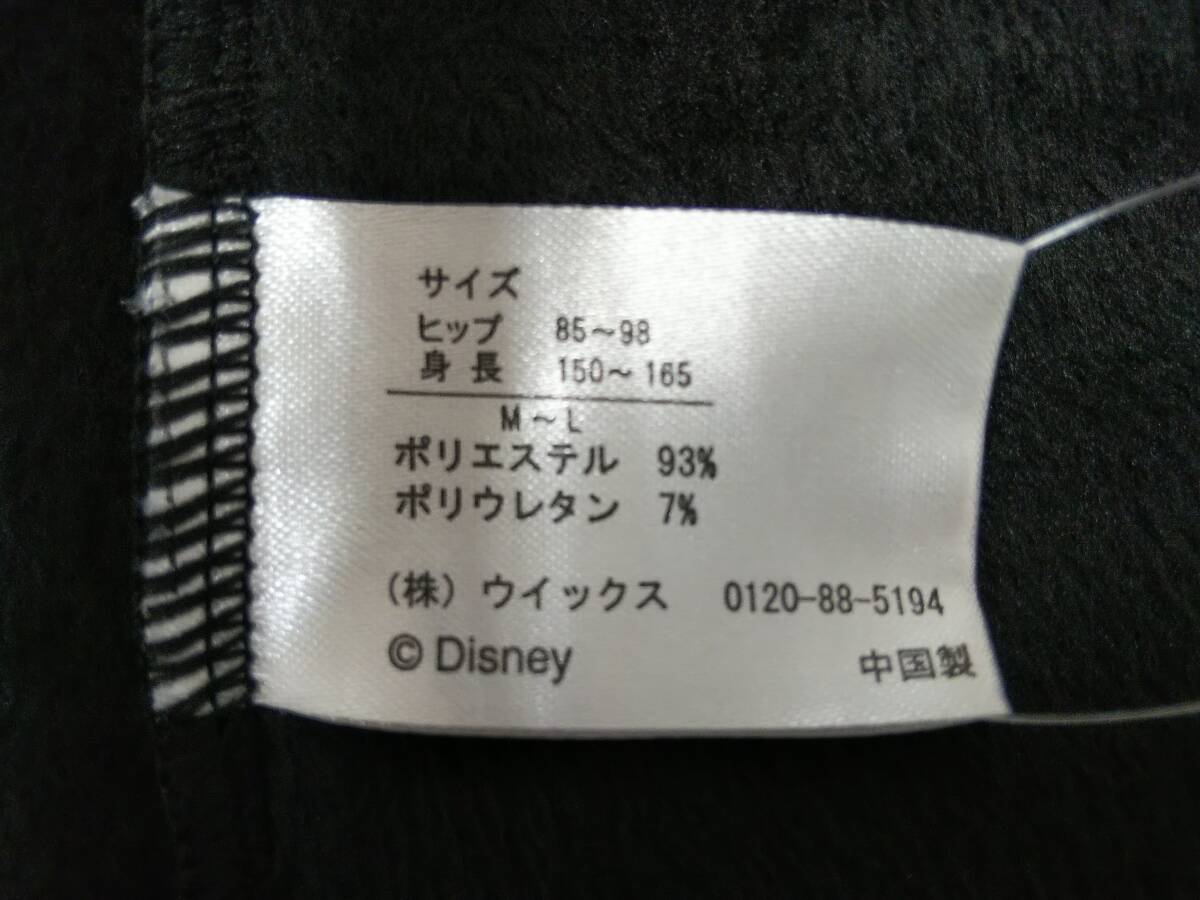 サイズ
ヒップ 85～98
身長 150～165
M～L
ポリエステル 93%
ポリウレタン 7%
(株) ウイックス 0120-88-5194
© Disney 中国製